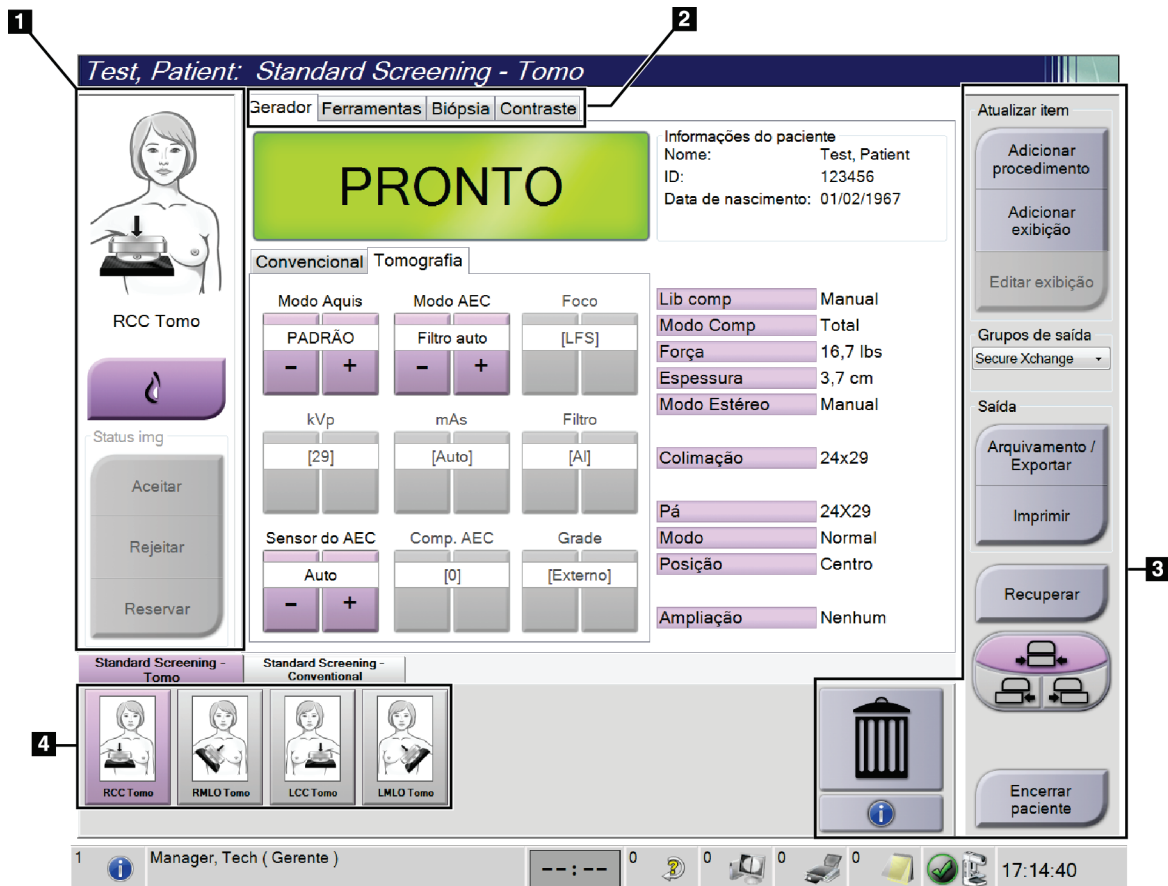 1
2
Test, Patient: Standard Screening - Tomo
Gerador Ferramentas Biópsia Contraste
3
RCC Tomo
Status img
Aceitar
Rejeitar
Reservar
PRONTO
Informações do paciente
Nome: Test, Patient
ID: 123456
Data de nascimento: 01/02/1967
Convencional Tomografia
Modo Aquis Modo AEC Foco
PADRÃO Filtro auto [LFS]
- + - +
kVp mAs Filtro
[29] [Auto] [Al]
Sensor do AEC Comp. AEC Grade
Auto [0] [Externo]
- +
Lib comp Manual
Modo Comp Total
Força 16,7 lbs
Espessura 3,7 cm
Modo Estéreo Manual
Colimação 24x29
Pá 24X29
Modo Normal
Posição Centro
Ampliação Nenhum
Atualizar item
Adicionar
procedimento
Adicionar
exibição
Editar exibição
Grupos de saída
Secure Xchange
Saída
Arquivamento /
Exportar
Imprimir
Recuperar
Encerrar
paciente
Standard Screening -
Tomo
Standard Screening -
Conventional
4
RCC Tomo RMLO Tomo LCC Tomo LMLO Tomo
1 Manager, Tech ( Gerente ) --:-- 0 0 0 0 17:14:40